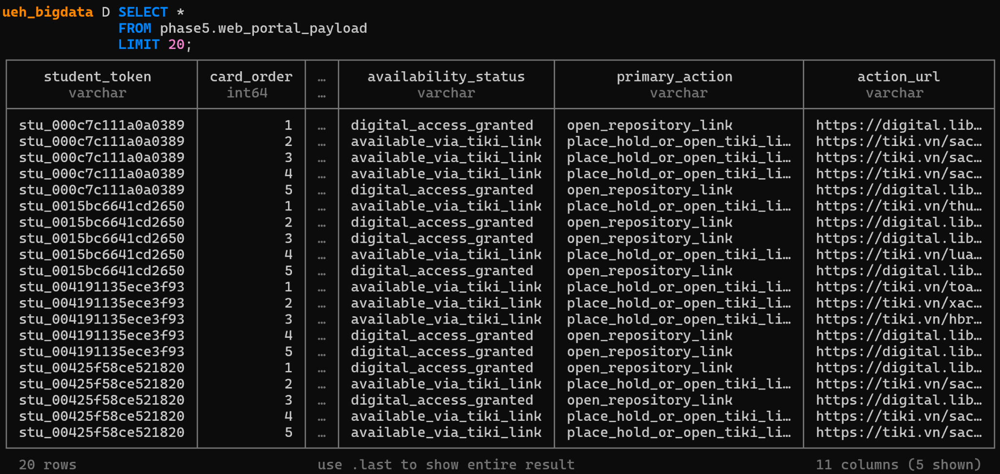 ueh_bigdata D SELECT *
FROM phase5.web_portal_payload
LIMIT 20;
student_token card_order … availability_status primary_action action_url
varchar int64 … varchar varchar varchar
stu_000c7c111a0a0389 1 … digital_access_granted open_repository_link https://digital.lib…
stu_000c7c111a0a0389 2 … available_via_tiki_link place_hold_or_open_tiki_li… https://tiki.vn/sac…
stu_000c7c111a0a0389 3 … available_via_tiki_link place_hold_or_open_tiki_li… https://tiki.vn/sac…
stu_000c7c111a0a0389 4 … available_via_tiki_link place_hold_or_open_tiki_li… https://tiki.vn/sac…
stu_000c7c111a0a0389 5 … digital_access_granted open_repository_link https://digital.lib…
stu_0015bc6641cd2650 1 … available_via_tiki_link place_hold_or_open_tiki_li… https://tiki.vn/thu…
stu_0015bc6641cd2650 2 … digital_access_granted open_repository_link https://digital.lib…
stu_0015bc6641cd2650 3 … digital_access_granted open_repository_link https://digital.lib…
stu_0015bc6641cd2650 4 … available_via_tiki_link place_hold_or_open_tiki_li… https://tiki.vn/lua…
stu_0015bc6641cd2650 5 … digital_access_granted open_repository_link https://digital.lib…
stu_004191135ece3f93 1 … available_via_tiki_link place_hold_or_open_tiki_li… https://tiki.vn/toa…
stu_004191135ece3f93 2 … available_via_tiki_link place_hold_or_open_tiki_li… https://tiki.vn/xac…
stu_004191135ece3f93 3 … available_via_tiki_link place_hold_or_open_tiki_li… https://tiki.vn/hbr…
stu_004191135ece3f93 4 … digital_access_granted open_repository_link https://digital.lib…
stu_004191135ece3f93 5 … digital_access_granted open_repository_link https://digital.lib…
stu_00425f58ce521820 1 … digital_access_granted open_repository_link https://digital.lib…
stu_00425f58ce521820 2 … available_via_tiki_link place_hold_or_open_tiki_li… https://tiki.vn/sac…
stu_00425f58ce521820 3 … digital_access_granted open_repository_link https://digital.lib…
stu_00425f58ce521820 4 … available_via_tiki_link place_hold_or_open_tiki_li… https://tiki.vn/sac…
stu_00425f58ce521820 5 … available_via_tiki_link place_hold_or_open_tiki_li… https://tiki.vn/sac…
20 rows use .last to show entire result 11 columns (5 shown)